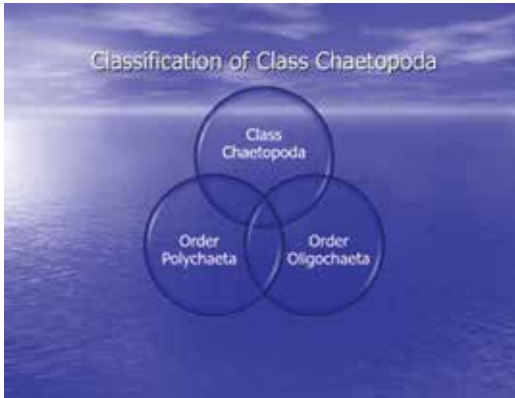 Classification of Class Chaetopoda
Class
Chaetopoda
Order
Polychaeta
Order
Oligochaeta